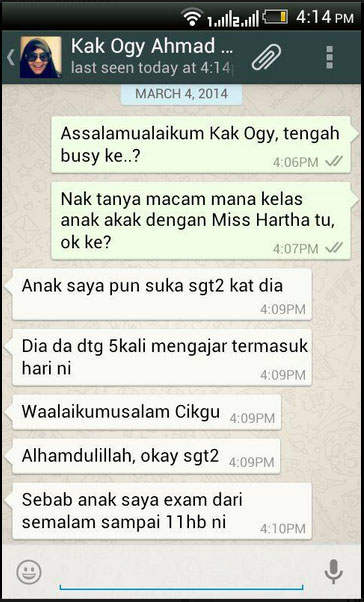 4:14 PM
Kak Ogy Ahmad ...
last seen today at 4:14
MARCH 4, 2014
Assalamualaikum Kak Ogy, tengah
busy ke..?
4:06PM
Nak tanya macam mana kelas
anak akak dengan Miss Hartha tu,
ok ke?
4:07PM
Anak saya pun suka sgt2 kat dia
4:09PM
Dia da dtg 5kali mengajar termasuk
hari ni
4:09PM
Waalaikumusalam Cikgu
4:09PM
Alhamdulillah, okay sgt2
4:09PM
Sebab anak saya exam dari
semalam sampai 11hb ni
4:10PM